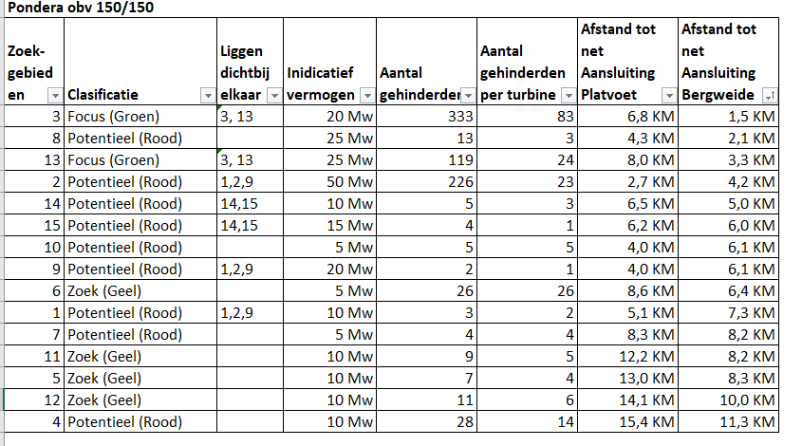 Pondera obv 150/150
Zoek-gebieden Clasificatie Liggen dichtbij elkaar Inidicatief vermogen Aantal gehinderder Aantal gehinderden per turbine Afstand tot net Aansluiting Platvoet Afstand tot net Aansluiting Bergweide
3 Focus (Groen) 3, 13 20 Mw 333 83 6,8 KM 1,5 KM
8 Potentieel (Rood) 25 Mw 13 3 4,3 KM 2,1 KM
13 Focus (Groen) 3, 13 25 Mw 119 24 8,0 KM 3,3 KM
2 Potentieel (Rood) 1,2,9 50 Mw 226 23 2,7 KM 4,2 KM
14 Potentieel (Rood) 14,15 10 Mw 5 3 6,5 KM 5,0 KM
15 Potentieel (Rood) 14,15 15 Mw 4 1 6,2 KM 6,0 KM
10 Potentieel (Rood) 5 Mw 5 5 4,0 KM 6,1 KM
9 Potentieel (Rood) 1,2,9 20 Mw 2 1 4,0 KM 6,1 KM
6 Zoek (Geel) 5 Mw 26 26 8,6 KM 6,4 KM
1 Potentieel (Rood) 1,2,9 10 Mw 3 2 5,1 KM 7,3 KM
7 Potentieel (Rood) 5 Mw 4 4 8,3 KM 8,2 KM
11 Zoek (Geel) 10 Mw 9 5 12,2 KM 8,2 KM
5 Zoek (Geel) 10 Mw 7 4 13,0 KM 8,3 KM
12 Zoek (Geel) 10 Mw 11 6 14,1 KM 10,0 KM
4 Potentieel (Rood) 10 Mw 28 14 15,4 KM 11,3 KM